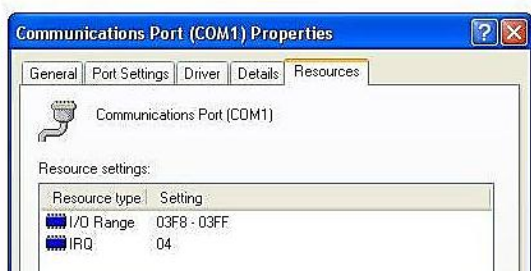 Communications Port (COM1) Properties ? X
General Port Settings Driver Details Resources
Communications Port (COM1)
Resource settings:
Resource type Setting
I/O Range 03F8 - 03FF
IRQ 04